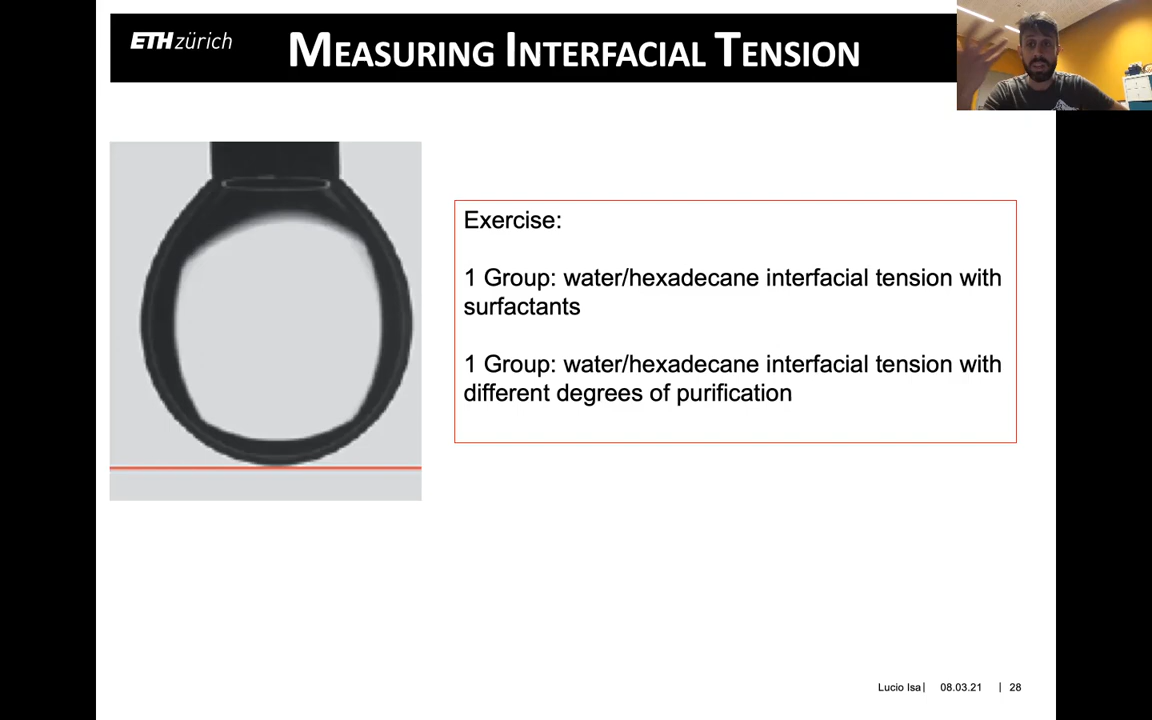 ETH zürich
MEASURING INTERFACIAL TENSION
Exercise:
1 Group: water/hexadecane interfacial tension with
surfactants
1 Group: water/hexadecane interfacial tension with
different degrees of purification
Lucio Isa| 08.03.21 | 28